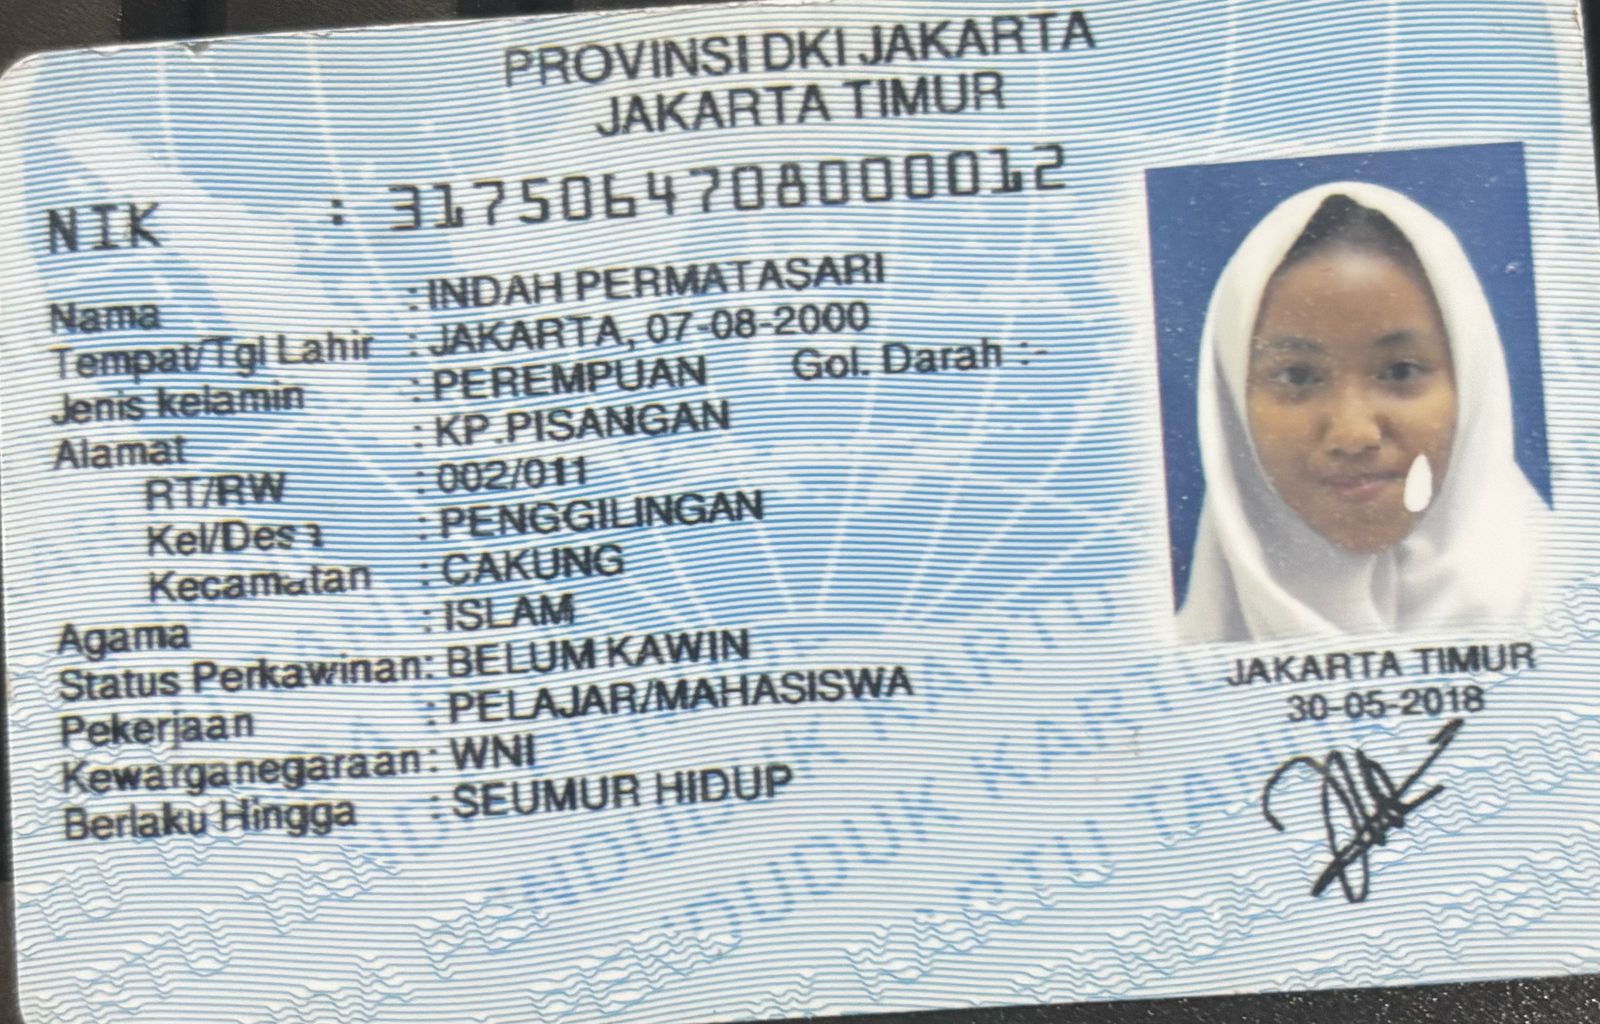 PROVINSI DKI JAKARTA
JAKARTA TIMUR
NIK : 3175064708000012
Nama : INDAH PERMATASARI
Tempat/Tgl Lahir : JAKARTA, 07-08-2000
Jenis kelamin : PEREMPUAN Gol. Darah :-
Alamat : KP.PISANGAN
RT/RW : 002/011
Kel/Desa : PENGGILINGAN
Kecamatan : CAKUNG
Agama : ISLAM
Status Perkawinan: BELUM KAWIN
Pekerjaan : PELAJAR/MAHASISWA
Kewarganegaraan: WNI
Berlaku Hingga : SEUMUR HIDUP
JAKARTA TIMUR
30-05-2018